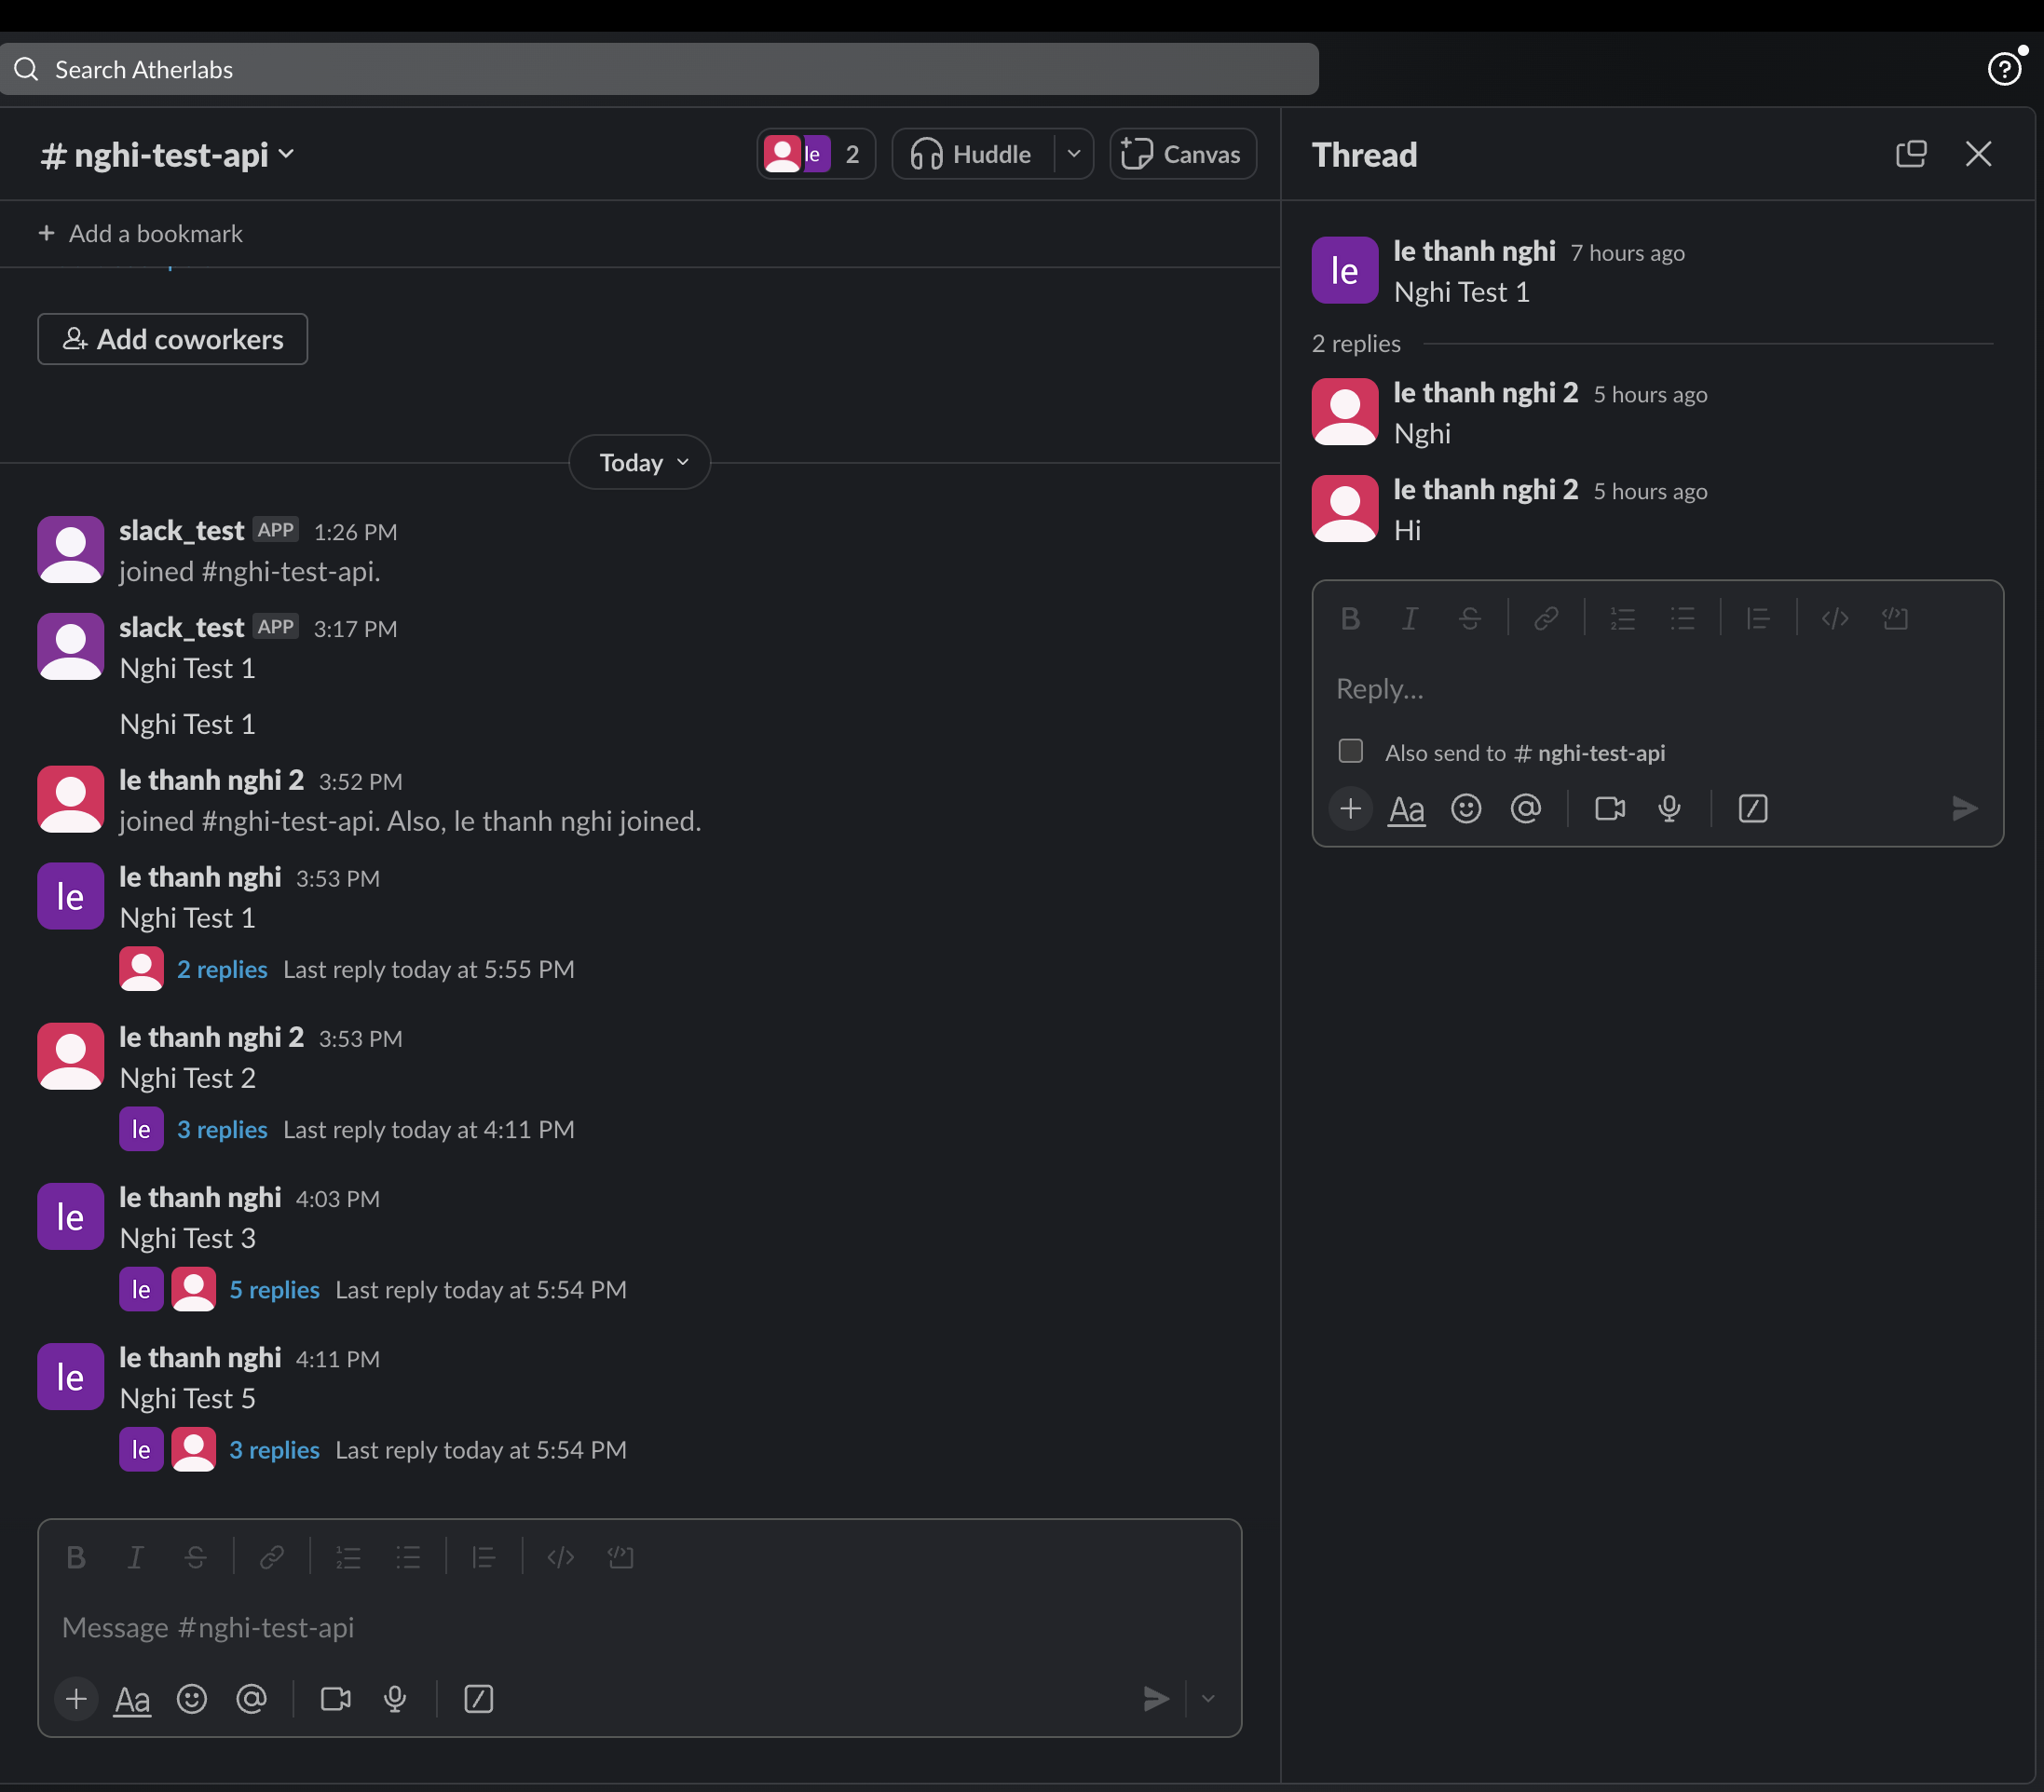 Search Atherlabs
# nghi-test-api
le 2
Huddle
Canvas
+ Add a bookmark
Add coworkers
Today
slack_test APP 1:26 PM
joined #nghi-test-api.
slack_test APP 3:17 PM
Nghi Test 1
Nghi Test 1
le thanh nghi 2 3:52 PM
joined #nghi-test-api. Also, le thanh nghi joined.
le
le thanh nghi 3:53 PM
Nghi Test 1
2 replies Last reply today at 5:55 PM
le thanh nghi 2 3:53 PM
Nghi Test 2
le 3 replies Last reply today at 4:11 PM
le
le thanh nghi 4:03 PM
Nghi Test 3
le 5 replies Last reply today at 5:54 PM
le
le thanh nghi 4:11 PM
Nghi Test 5
le 3 replies Last reply today at 5:54 PM
B I S
Message #nghi-test-api
Aa
Thread
le
le thanh nghi 7 hours ago
Nghi Test 1
2 replies
le thanh nghi 2 5 hours ago
Nghi
le thanh nghi 2 5 hours ago
Hi
B I S
Reply...
Also send to # nghi-test-api
Aa